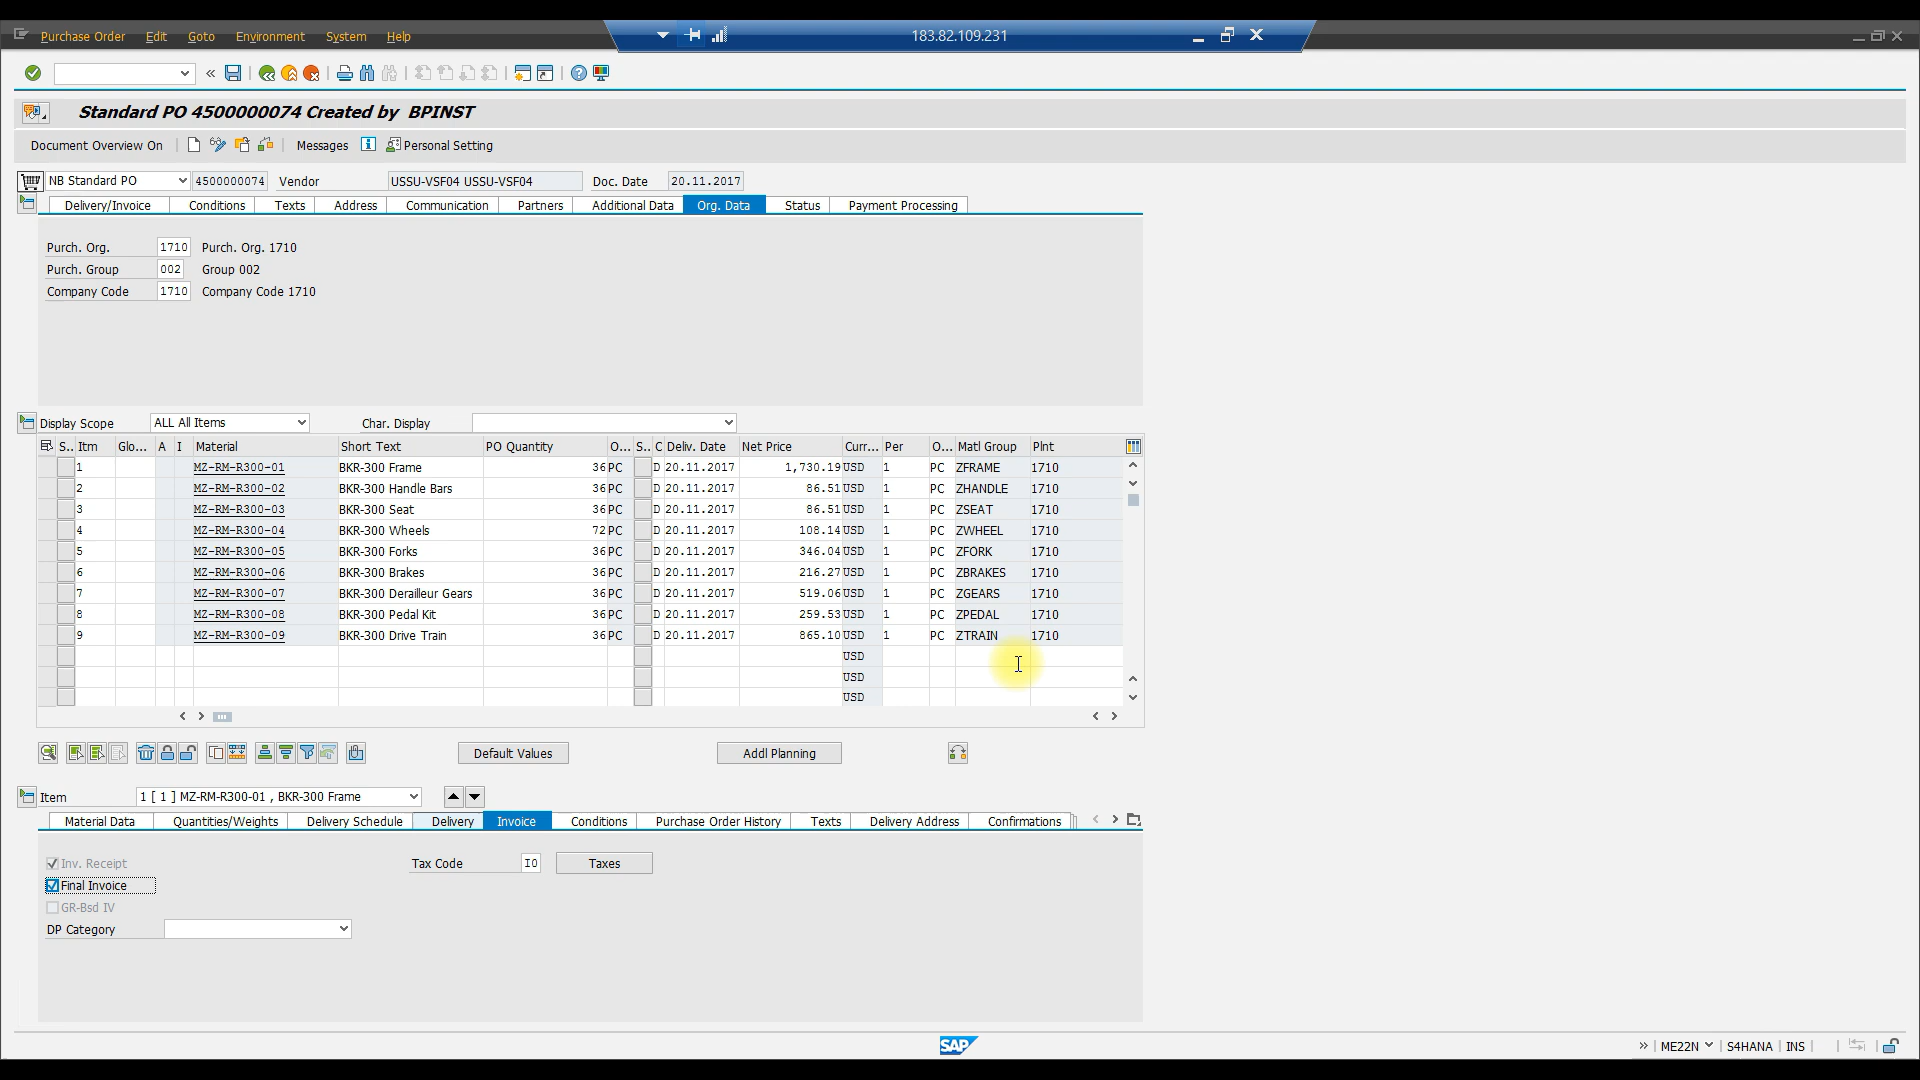 Purchase Order Edit Goto Environment System Help 183.82.109.231
«
Standard PO 4500000074 Created by BPINST
Document Overview On Messages Personal Setting
NB Standard PO 4500000074 Vendor USSU-VSF04 USSU-VSF04 Doc. Date 20.11.2017
Delivery/Invoice Conditions Texts Address Communication Partners Additional Data Org. Data Status Payment Processing
Purch. Org. 1710 Purch. Org. 1710
Purch. Group 002 Group 002
Company Code 1710 Company Code 1710
Display Scope ALL All Items Char. Display
S.. Itm Glo... A I Material Short Text PO Quantity O... S.. C Deliv. Date Net Price Curr... Per O... Matl Group Plnt
1 MZ-RM-R300-01 BKR-300 Frame 36 PC D 20.11.2017 1,730.19 USD 1 PC ZFRAME 1710
2 MZ-RM-R300-02 BKR-300 Handle Bars 36 PC D 20.11.2017 86.51 USD 1 PC ZHANDLE 1710
3 MZ-RM-R300-03 BKR-300 Seat 36 PC D 20.11.2017 86.51 USD 1 PC ZSEAT 1710
4 MZ-RM-R300-04 BKR-300 Wheels 72 PC D 20.11.2017 108.14 USD 1 PC ZWHEEL 1710
5 MZ-RM-R300-05 BKR-300 Forks 36 PC D 20.11.2017 346.04 USD 1 PC ZFORK 1710
6 MZ-RM-R300-06 BKR-300 Brakes 36 PC D 20.11.2017 216.27 USD 1 PC ZBRAKES 1710
7 MZ-RM-R300-07 BKR-300 Derailleur Gears 36 PC D 20.11.2017 519.06 USD 1 PC ZGEARS 1710
8 MZ-RM-R300-08 BKR-300 Pedal Kit 36 PC D 20.11.2017 259.53 USD 1 PC ZPEDAL 1710
9 MZ-RM-R300-09 BKR-300 Drive Train 36 PC D 20.11.2017 865.10 USD 1 PC ZTRAIN 1710
USD
USD
USD
Default Values Addl Planning
Item 1 [ 1 ] MZ-RM-R300-01 , BKR-300 Frame
Material Data Quantities/Weights Delivery Schedule Delivery Invoice Conditions Purchase Order History Texts Delivery Address Confirmations
Inv. Receipt Tax Code I0 Taxes
Final Invoice
GR-Bsd IV
DP Category
SAP » ME22N S4HANA INS